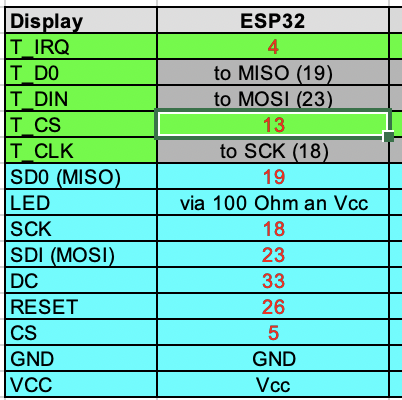 Display ESP32
T_IRQ 4
T_D0 to MISO (19)
T_DIN to MOSI (23)
T_CS 13
T_CLK to SCK (18)
SD0 (MISO) 19
LED via 100 Ohm an Vcc
SCK 18
SDI (MOSI) 23
DC 33
RESET 26
CS 5
GND GND
VCC Vcc